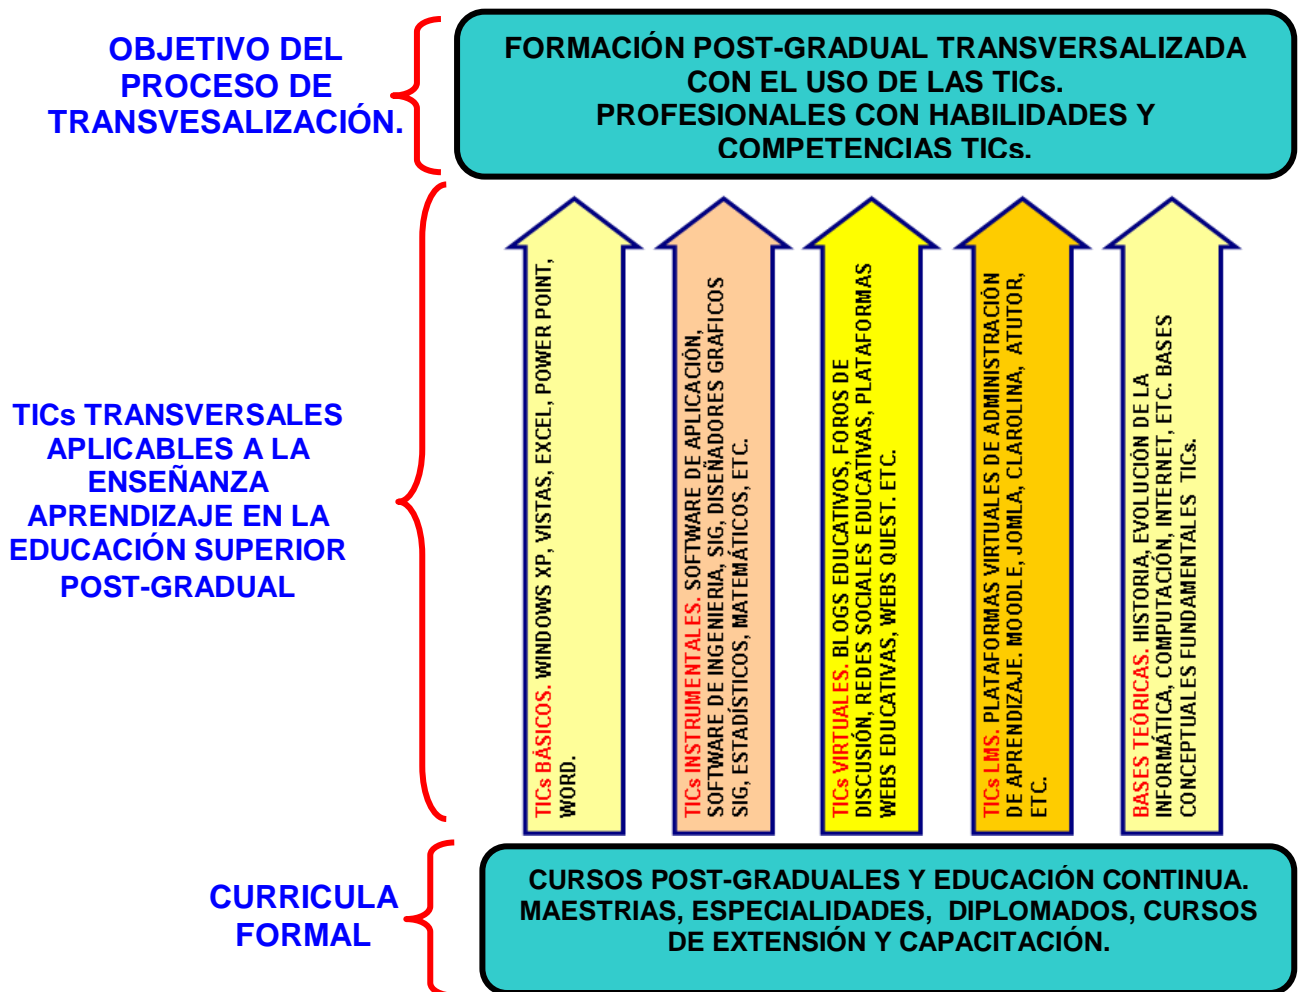 OBJETIVO DEL
PROCESO DE
TRANSVESALIZACIÓN.
FORMACIÓN POST-GRADUAL TRANSVERSALIZADA
CON EL USO DE LAS TICs.
PROFESIONALES CON HABILIDADES Y
COMPETENCIAS TICs.
TICs TRANSVERSALES
APLICABLES A LA
ENSEÑANZA
APRENDIZAJE EN LA
EDUCACIÓN SUPERIOR
POST-GRADUAL
TICs BÁSICOS. WINDOWS XP, VISTAS, EXCEL, POWER POINT,
WORD.
TICs INSTRUMENTALES. SOFTWARE DE APLICACIÓN,
SOFTWARE DE INGENIERIA, SIG, DISEÑADORES GRAFICOS
SIG, ESTADÍSTICOS, MATEMÁTICOS, ETC.
TICs VIRTUALES. BLOGS EDUCATIVOS, FOROS DE
DISCUSIÓN, REDES SOCIALES EDUCATIVAS, PLATAFORMAS
WEBS EDUCATIVAS, WEBS QUEST. ETC.
TICs LMS. PLATAFORMAS VIRTUALES DE ADMINISTRACIÓN
DE APRENDIZAJE. MOODLE, JOMLA, CLAROLINA, ATUTOR,
ETC.
BASES TEÓRICAS. HISTORIA, EVOLUCIÓN DE LA
INFORMÁTICA, COMPUTACIÓN, INTERNET, ETC. BASES
CONCEPTUALES FUNDAMENTALES TICs.
CURRICULA
FORMAL
CURSOS POST-GRADUALES Y EDUCACIÓN CONTINUA.
MAESTRIAS, ESPECIALIDADES, DIPLOMADOS, CURSOS
DE EXTENSIÓN Y CAPACITACIÓN.